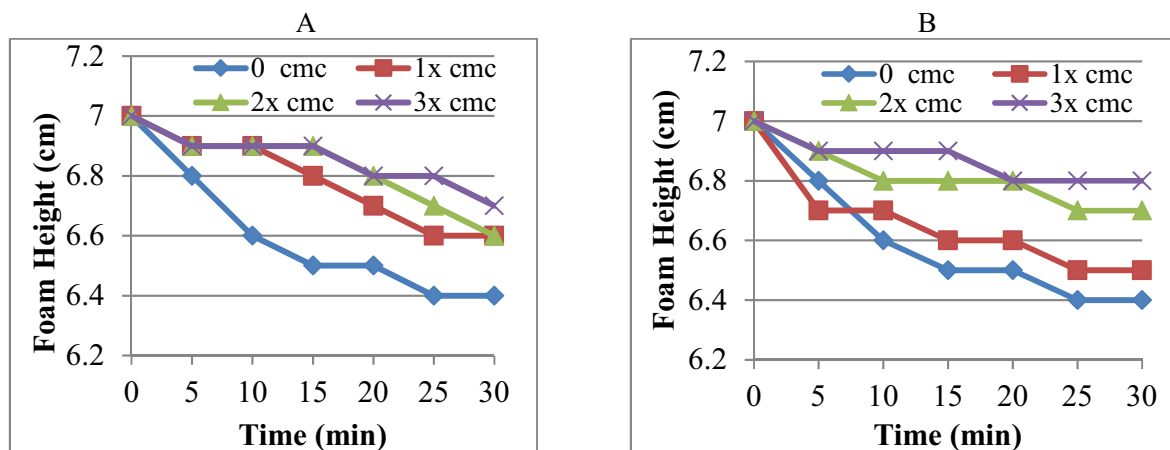 A
7.2
0 cmc
1x cmc
2x cmc
3x cmc
7
6.8
6.6
6.4
6.2
Foam Height (cm)
0 5 10 15 20 25 30
Time (min)
B
7.2
0 cmc
1x cmc
2x cmc
3x cmc
7
6.8
6.6
6.4
6.2
Foam Height (cm)
0 5 10 15 20 25 30
Time (min)